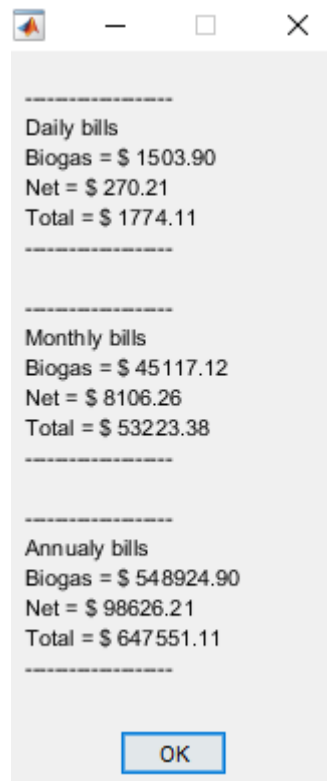 ---------------------
Daily bills
Biogas = $ 1503.90
Net = $ 270.21
Total = $ 1774.11
---------------------
---------------------
Monthly bills
Biogas = $ 45117.12
Net = $ 8106.26
Total = $ 53223.38
---------------------
---------------------
Annualy bills
Biogas = $ 548924.90
Net = $ 98626.21
Total = $ 647551.11
---------------------
OK